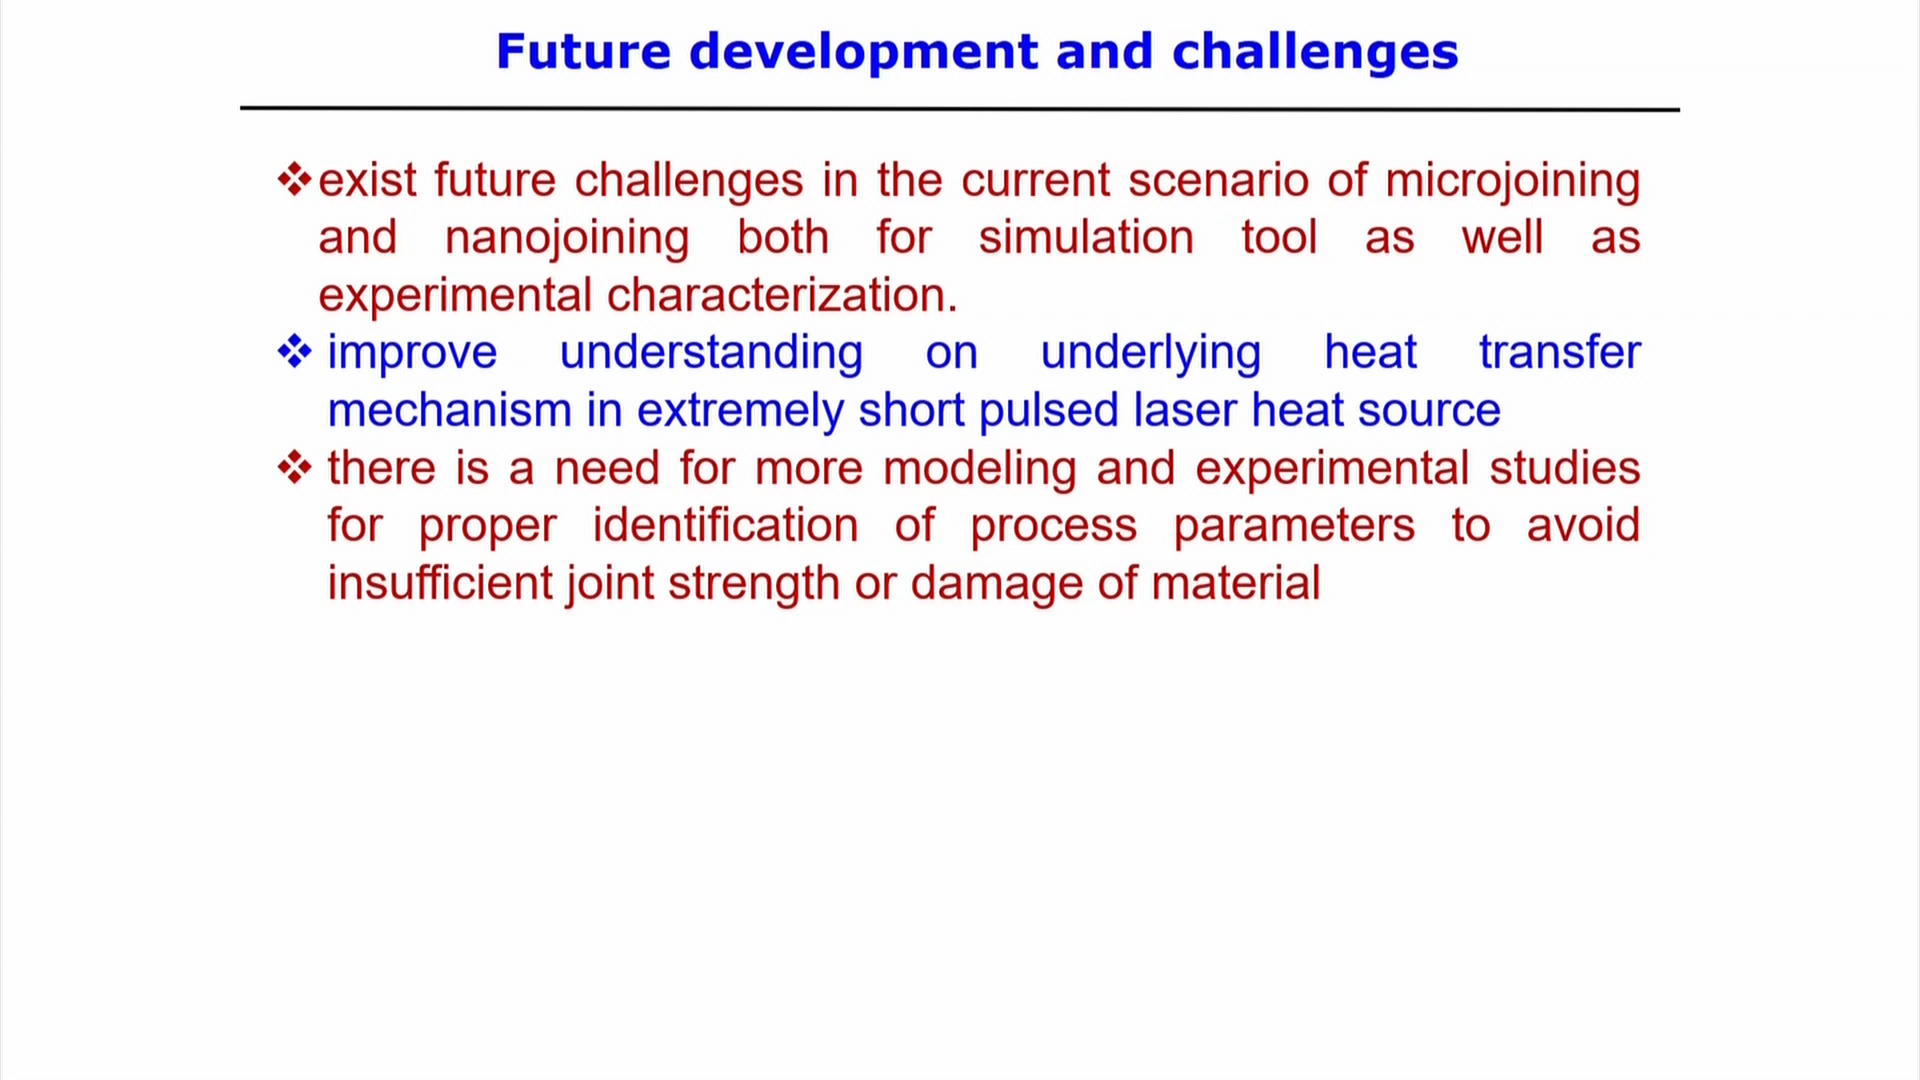 Future development and challenges
❖exist future challenges in the current scenario of microjoining
and nanojoining both for simulation tool as well as
experimental characterization.
❖ improve understanding on underlying heat transfer
mechanism in extremely short pulsed laser heat source
❖ there is a need for more modeling and experimental studies
for proper identification of process parameters to avoid
insufficient joint strength or damage of material